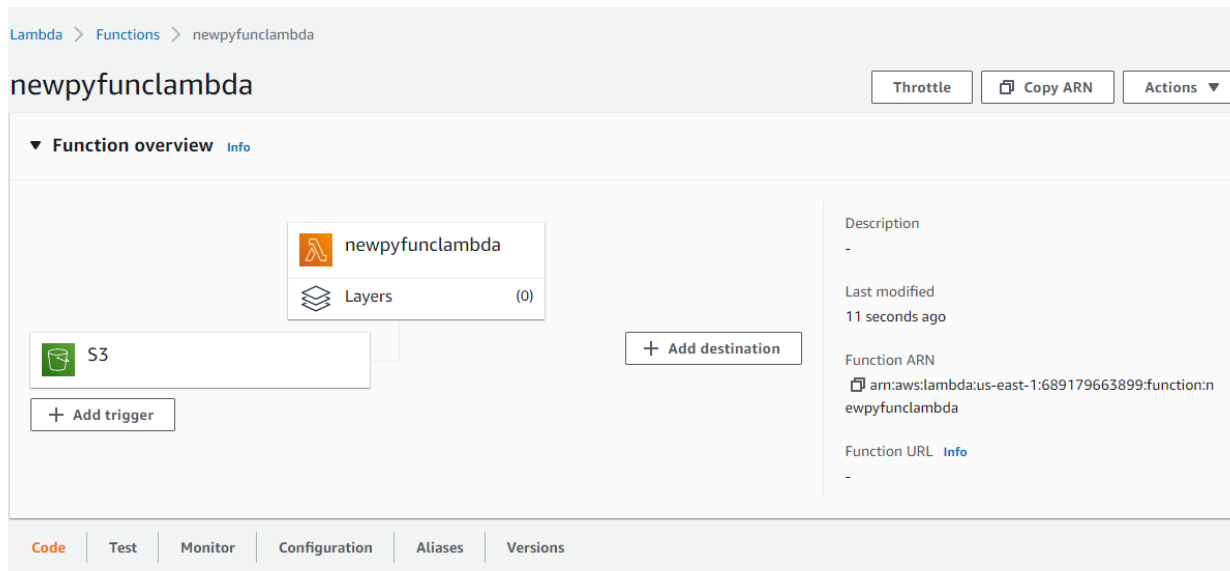 Lambda > Functions > newpyfunclambda
newpyfunclambda
Throttle
Copy ARN
Actions ▼
▼ Function overview Info
newpyfunclambda
Layers (0)
S3
+ Add trigger
+ Add destination
Description
-
Last modified
11 seconds ago
Function ARN
arn:aws:lambda:us-east-1:689179663899:function:n
ewpyfunclambda
Function URL Info
-
Code
Test
Monitor
Configuration
Aliases
Versions